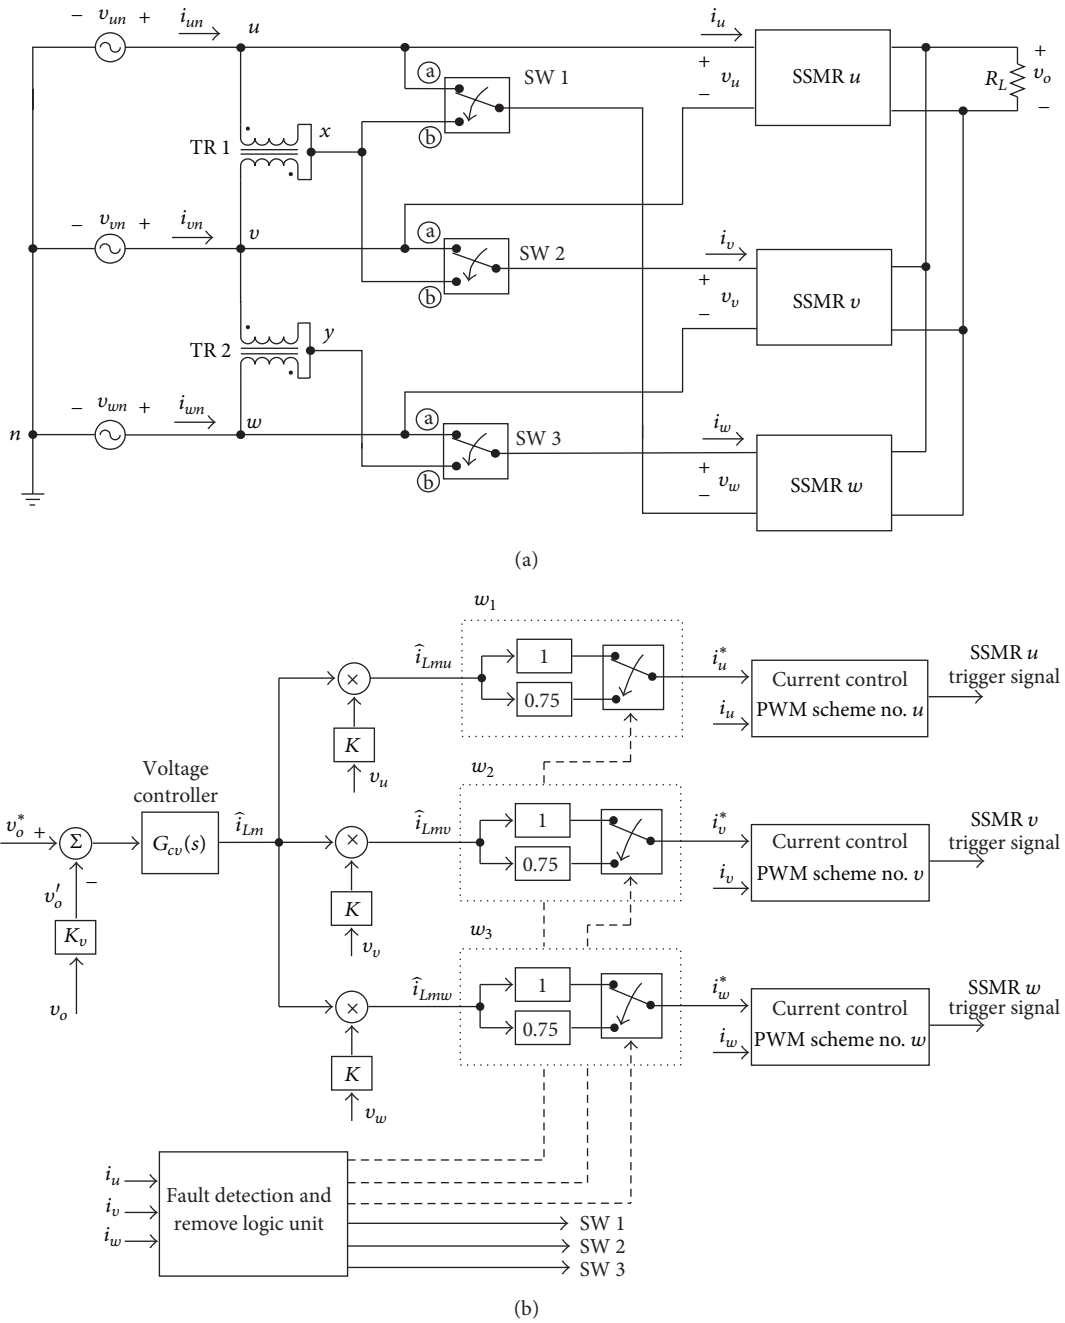 − v_un + i_un u i_u
ⓐ SW 1 + v_u − SSMR u R_L + v_o −
TR 1 x ⓑ
− v_vn + i_vn v ⓐ SW 2 i_v
ⓑ + v_v − SSMR v
TR 2 y
− v_wn + i_wn w ⓐ SW 3 i_w
n ⓑ + v_w − SSMR w
(a)
w_1
î_Lmu 1 i_u^* SSMR u
trigger signal
× 0.75 Current control
PWM scheme no. u
i_u
K
v_u
w_2
Voltage
controller
v_o^* + Σ G_cv(s) î_Lm × î_Lmv 1 i_v^* SSMR v
trigger signal
− 0.75 Current control
PWM scheme no. v
v_o′ i_v
K_v K
v_v
v_o
w_3
î_Lmw 1 i_w^* SSMR w
trigger signal
× 0.75 Current control
PWM scheme no. w
i_w
K
v_w
i_u
i_v
i_w
Fault detection and
remove logic unit
SW 1
SW 2
SW 3
(b)